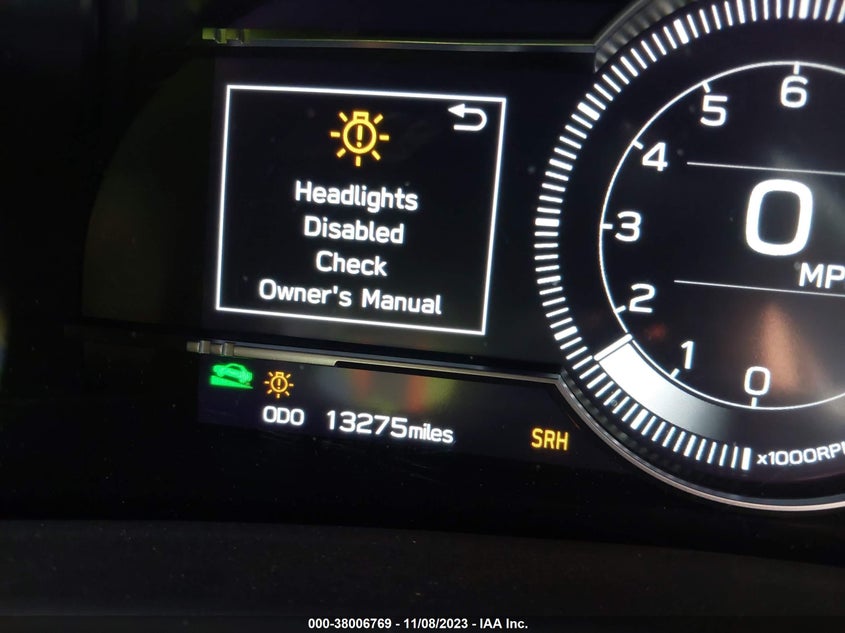 Headlights
Disabled
Check
Owner's Manual
ODO 13275miles
SRH
6
5
4
3
2
1
0
0
x1000RP
000-38006769 - 11/08/2023 - IAA Inc.